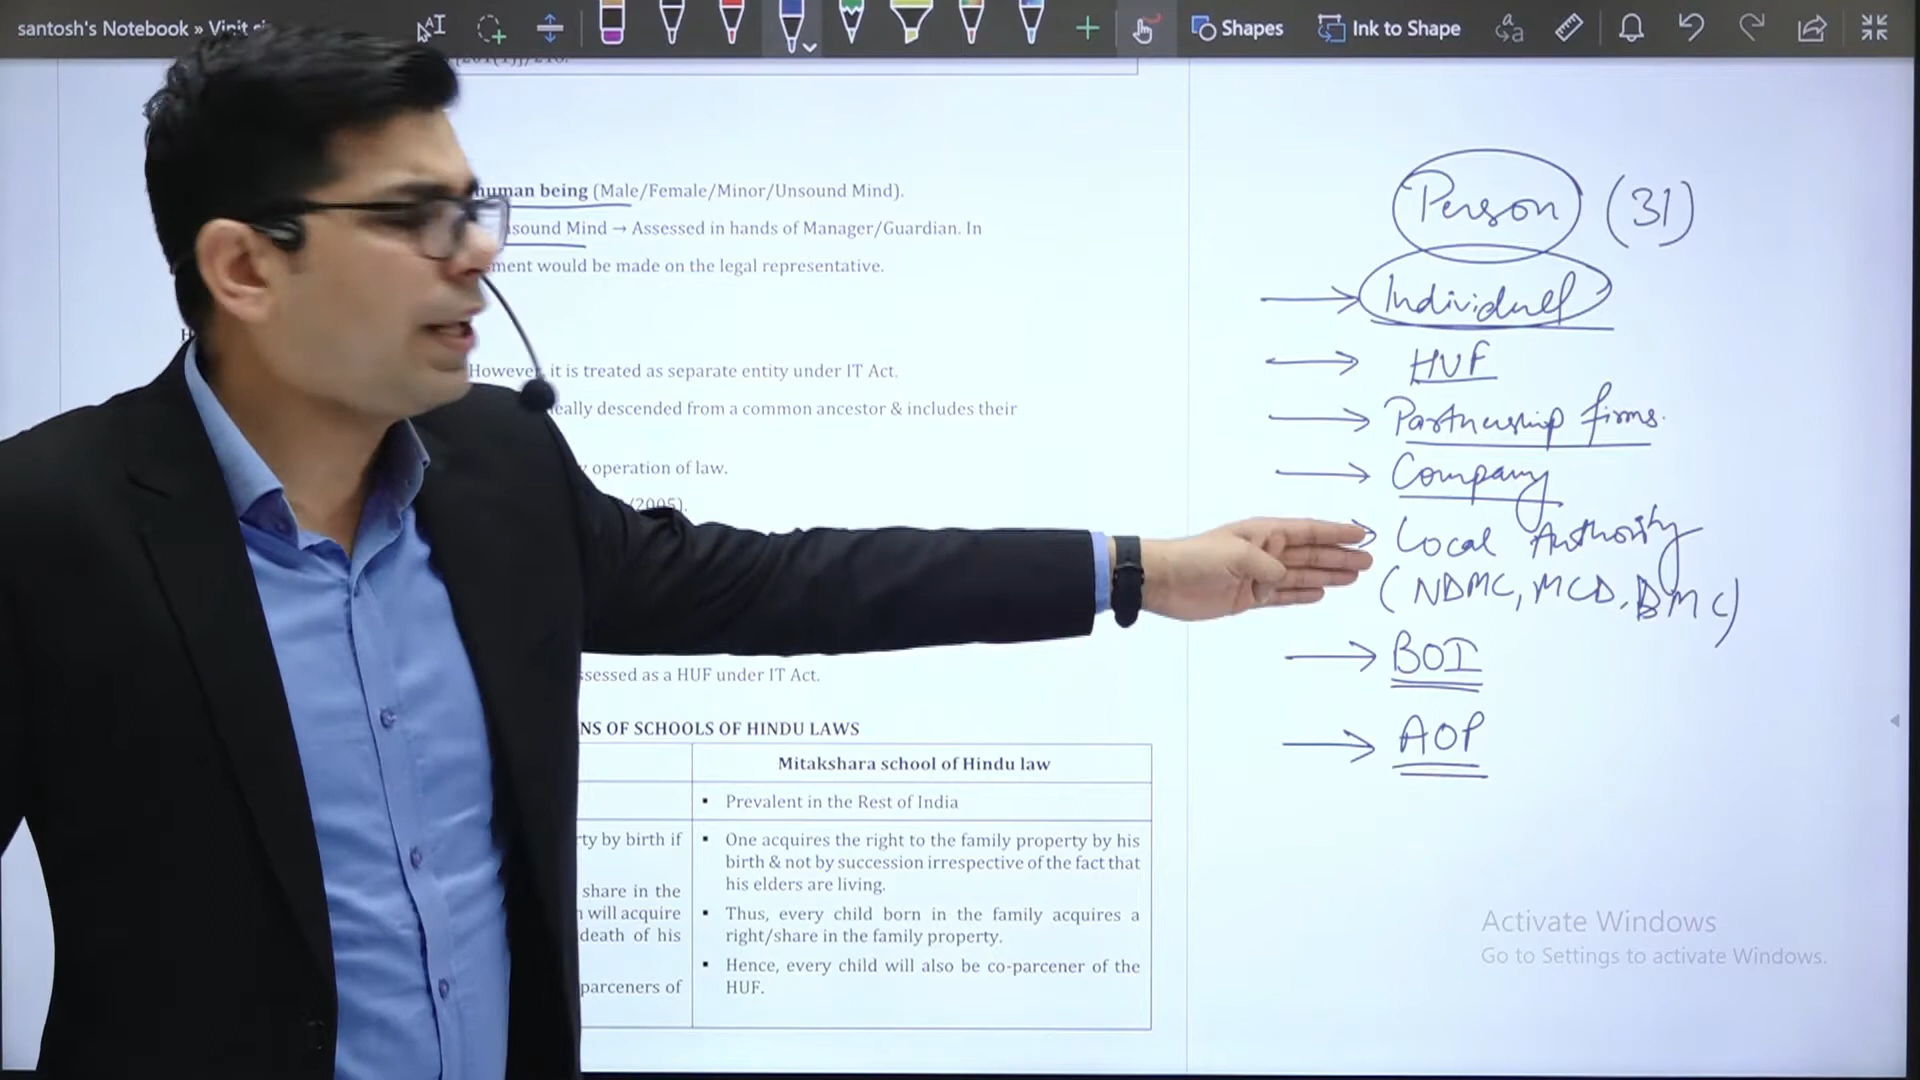 santosh's Notebook » Vinit
Shapes
Ink to Shape
human being (Male/Female/Minor/Unsound Mind).
sound Mind → Assessed in hands of Manager/Guardian. In
ment would be made on the legal representative.
However, it is treated as separate entity under IT Act.
eally descended from a common ancestor & includes their
operation of law.
(2005).
sessed as a HUF under IT Act.
NS OF SCHOOLS OF HINDU LAWS
Mitakshara school of Hindu law
▪ Prevalent in the Rest of India
ty by birth if
share in the
will acquire
death of his
parceners of
▪ One acquires the right to the family property by his
birth & not by succession irrespective of the fact that
his elders are living.
▪ Thus, every child born in the family acquires a
right/share in the family property.
▪ Hence, every child will also be co-parcener of the
HUF.
Person (31)
→ Individual
→ HUF
→ Partnership firms.
→ Company
→ Local Authority
(NDMC, MCD, BMC)
→ BOI
→ AOP
Activate Windows
Go to Settings to activate Windows.